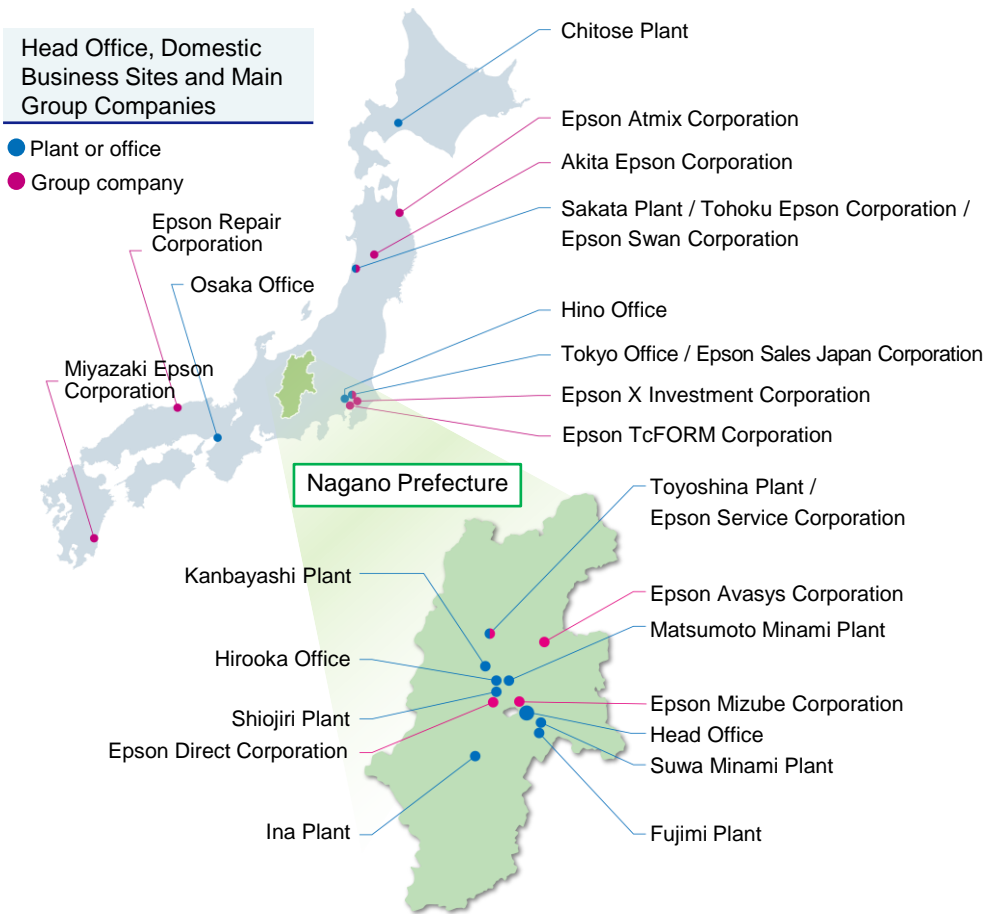 Head Office, Domestic
Business Sites and Main
Group Companies
Plant or office
Group company
Chitose Plant
Epson Atmix Corporation
Akita Epson Corporation
Sakata Plant / Tohoku Epson Corporation /
Epson Swan Corporation
Epson Repair
Corporation
Osaka Office
Miyazaki Epson
Corporation
Hino Office
Tokyo Office / Epson Sales Japan Corporation
Epson X Investment Corporation
Epson TcFORM Corporation
Nagano Prefecture
Toyoshina Plant /
Epson Service Corporation
Kanbayashi Plant
Epson Avasys Corporation
Matsumoto Minami Plant
Hirooka Office
Shiojiri Plant
Epson Mizube Corporation
Head Office
Epson Direct Corporation
Suwa Minami Plant
Ina Plant
Fujimi Plant